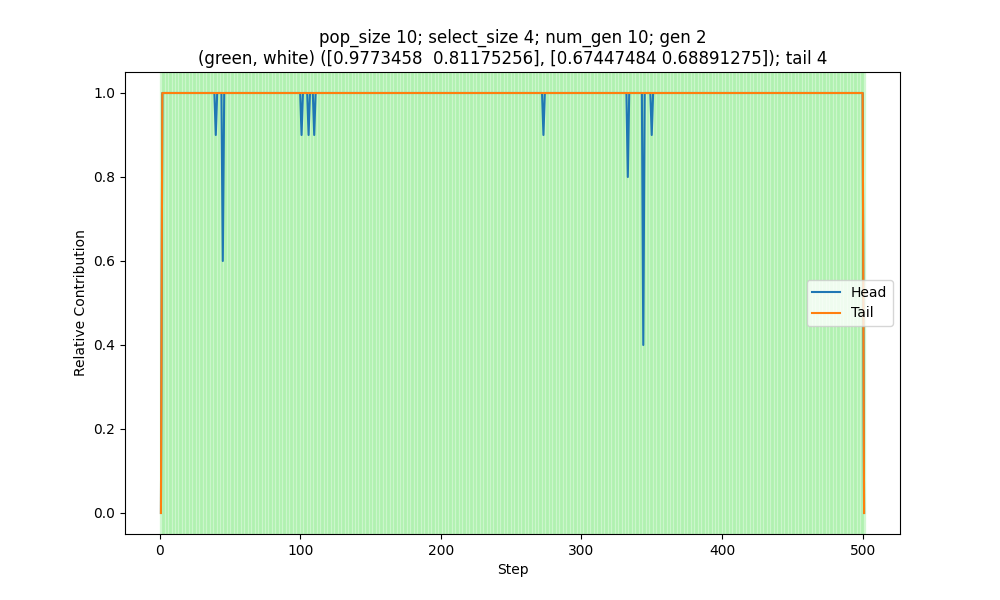 pop_size 10; select_size 4; num_gen 10; gen 2
(green, white) ([0.9773458  0.81175256], [0.67447484 0.68891275]); tail 4
1.0
0.8
0.6
0.4
0.2
0.0
Relative Contribution
Head
Tail
0
100
200
300
400
500
Step